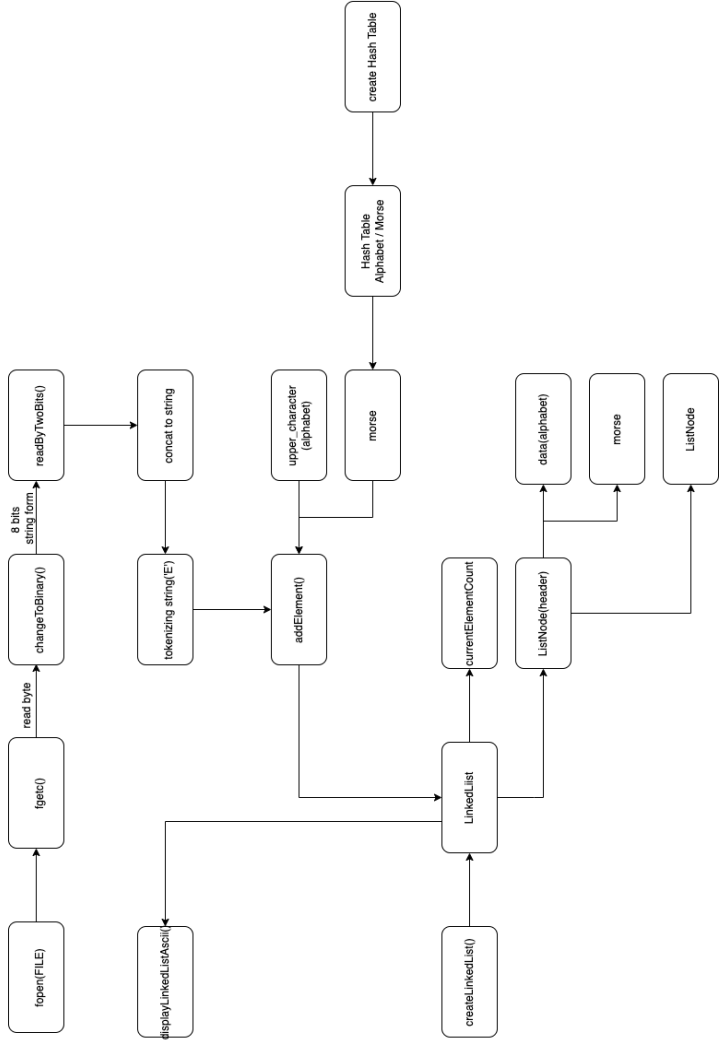 fopen(FILE)
fgetc()
read byte
changeToBinary()
8 bits
string form
readByTwoBits()
displayLinkedListAscii()
tokenizing string('E')
concat to string
addElement()
upper_character
(alphabet)
morse
Hash Table
Alphabet / Morse
create Hash Table
createLinkedList()
LinkedLiist
currentElementCount
ListNode(header)
data(alphabet)
morse
ListNode